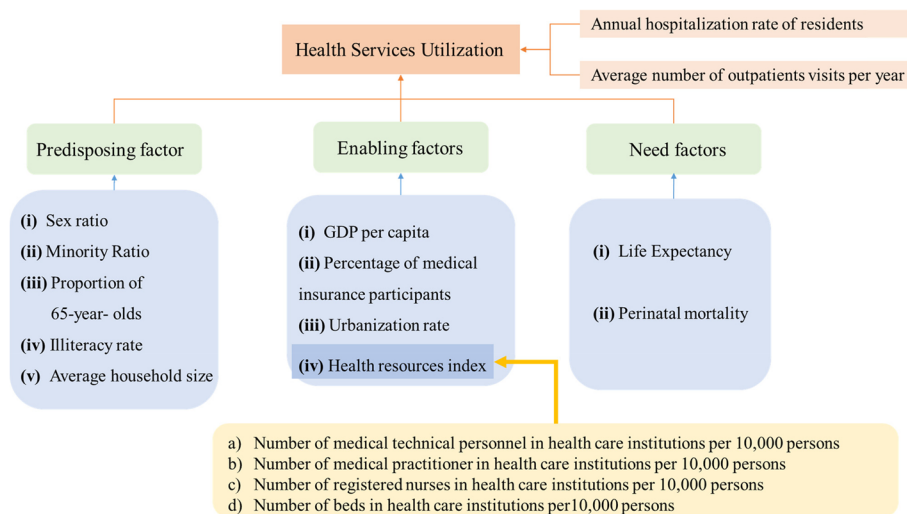 Annual hospitalization rate of residents
Health Services Utilization
Average number of outpatients visits per year
Predisposing factor
Enabling factors
Need factors
(i) Sex ratio
(ii) Minority Ratio
(iii) Proportion of
65-year- olds
(iv) Illiteracy rate
(v) Average household size
(i) GDP per capita
(ii) Percentage of medical
insurance participants
(iii) Urbanization rate
(iv) Health resources index
(i) Life Expectancy
(ii) Perinatal mortality
a) Number of medical technical personnel in health care institutions per 10,000 persons
b) Number of medical practitioner in health care institutions per 10,000 persons
c) Number of registered nurses in health care institutions per 10,000 persons
d) Number of beds in health care institutions per10,000 persons